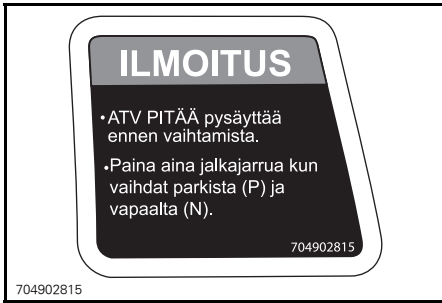 ILMOITUS
•ATV PITÄÄ pysäyttää
ennen vaihtamista.
•Paina aina jalkajarrua kun
vaihdat parkista (P) ja
vapaalta (N).
704902815
704902815